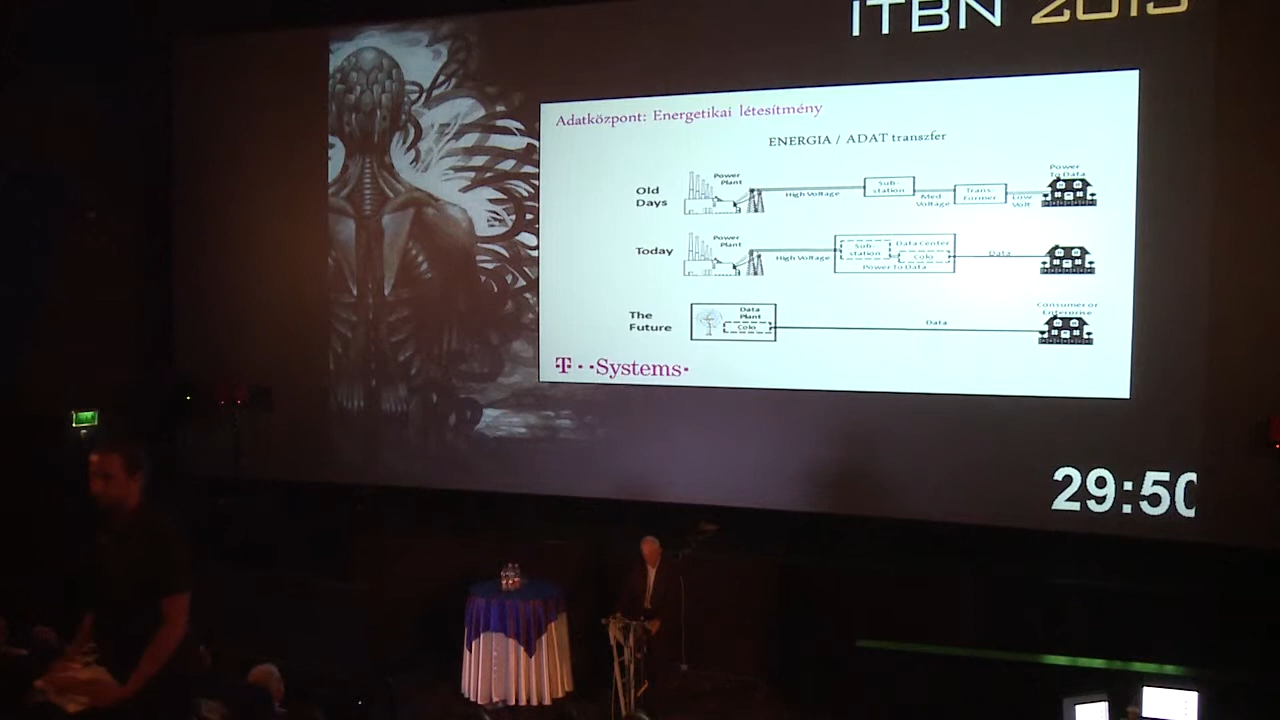 ITBN 2015
Adatközpont: Energetikai létesítmény
ENERGIA / ADAT transzfer
Old
Days
Power
Plant
High Voltage
Sub-
station
Med
Voltage
Trans-
Former
Low
Volt
Power
To Data
Today
Power
Plant
High Voltage
Sub-
station
Data Center
Colo
Power To Data
Data
The
Future
Data
Plant
Colo
Data
Consumer or
Enterprise
T··Systems·
29:50